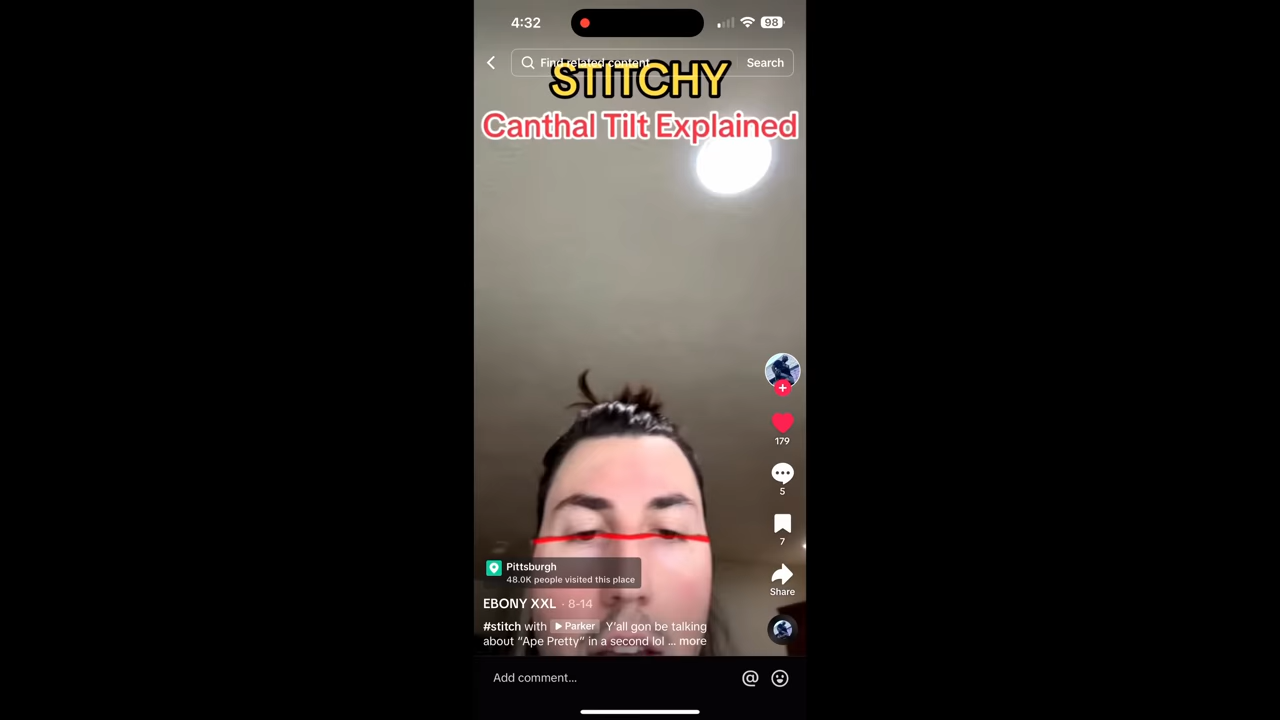 4:32
98
Find related content
Search
STITCHY
Canthal Tilt Explained
179
5
7
Share
Pittsburgh
48.0K people visited this place
EBONY XXL · 8-14
#stitch with Parker Y'all gon be talking
about “Ape Pretty” in a second lol ... more
Add comment...
@